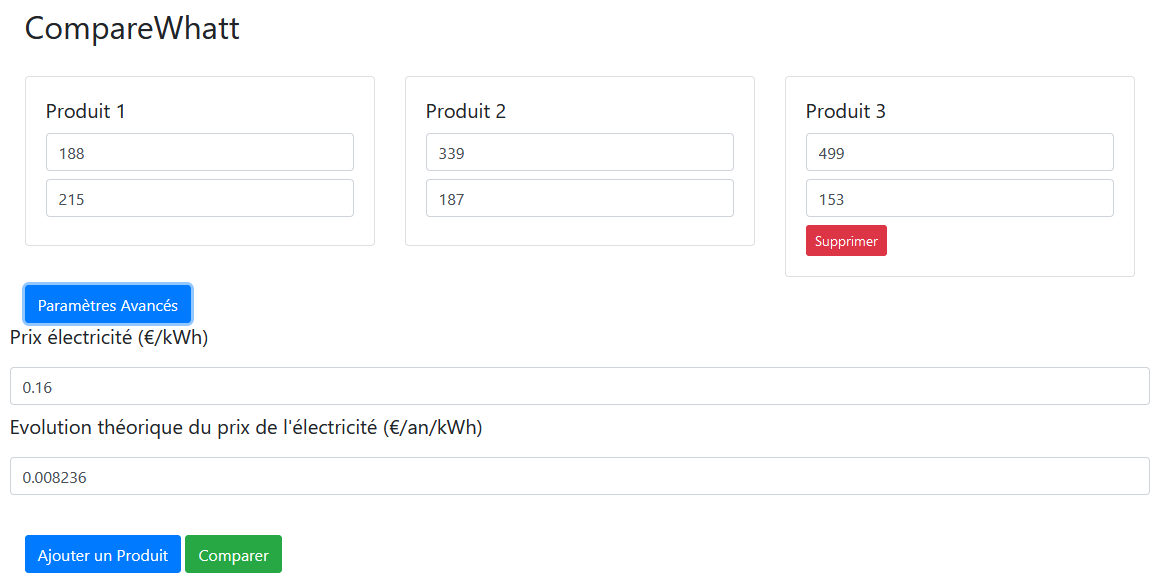 CompareWhatt
Produit 1
188
215
Produit 2
339
187
Produit 3
499
153
Supprimer
Paramètres Avancés
Prix électricité (€/kWh)
0.16
Evolution théorique du prix de l'électricité (€/an/kWh)
0.008236
Ajouter un Produit
Comparer